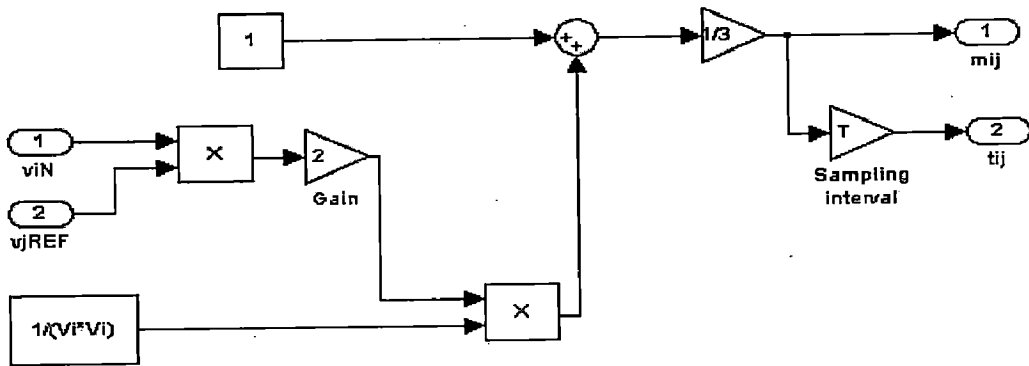 1
+
+
1/3
1
mij
1
viN
X
2
Gain
2
vjREF
T
Sampling
interval
2
tij
1/(Vi*Vi)
X